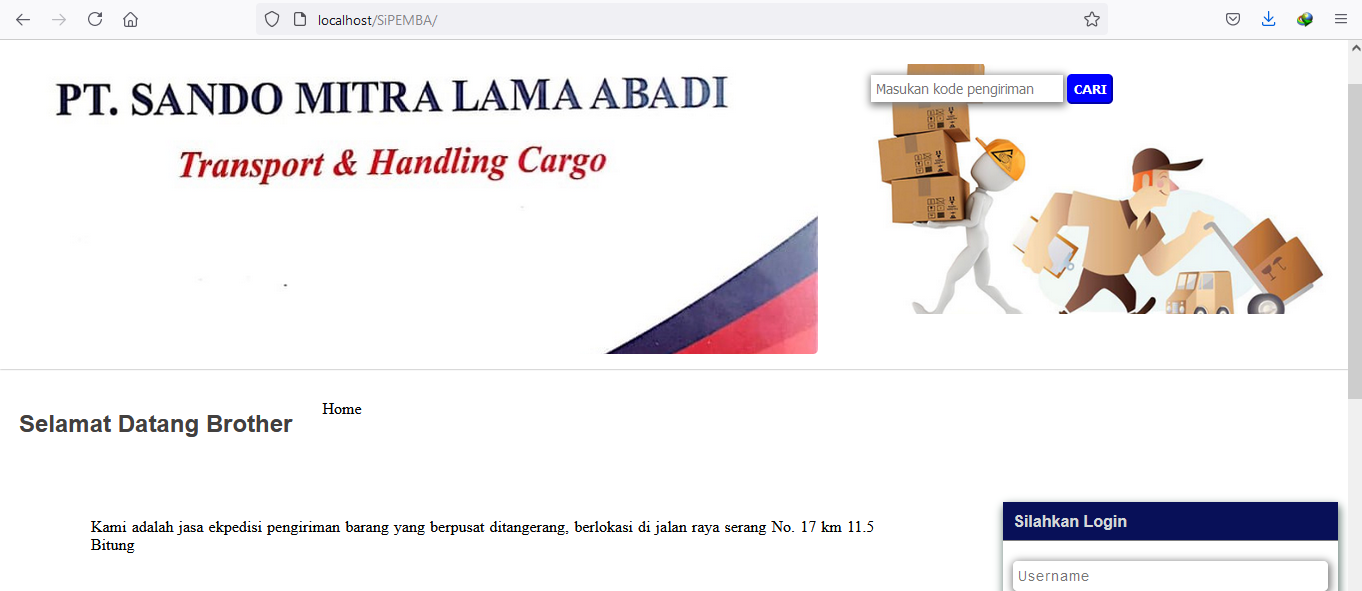 localhost/SiPEMBA/
PT. SANDO MITRA LAMA ABADI
Transport & Handling Cargo
Masukan kode pengiriman
CARI
Selamat Datang Brother
Home
Kami adalah jasa ekpedisi pengiriman barang yang berpusat ditangerang, berlokasi di jalan raya serang No. 17 km 11.5
Bitung
Silahkan Login
Username